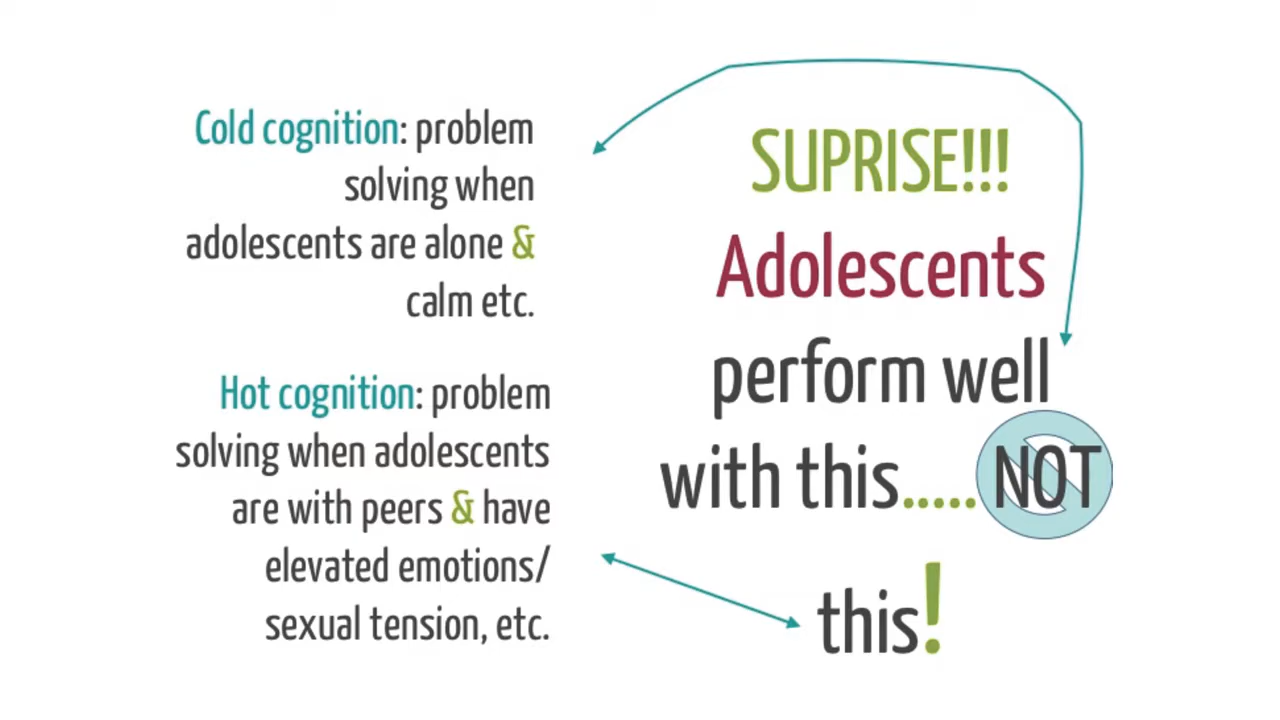 Cold cognition: problem
solving when
adolescents are alone &
calm etc.
Hot cognition: problem
solving when adolescents
are with peers & have
elevated emotions/
sexual tension, etc.
SUPRISE!!!
Adolescents
perform well
with this..... NOT
this!